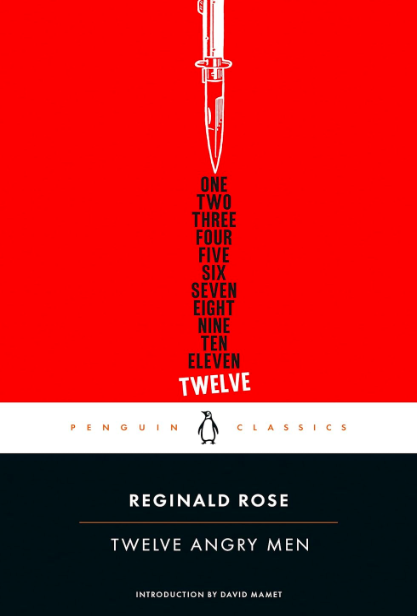 ONE
TWO
THREE
FOUR
FIVE
SIX
SEVEN
EIGHT
NINE
TEN
ELEVEN
TWELVE
PENGUIN CLASSICS
REGINALD ROSE
TWELVE ANGRY MEN
INTRODUCTION BY DAVID MAMET